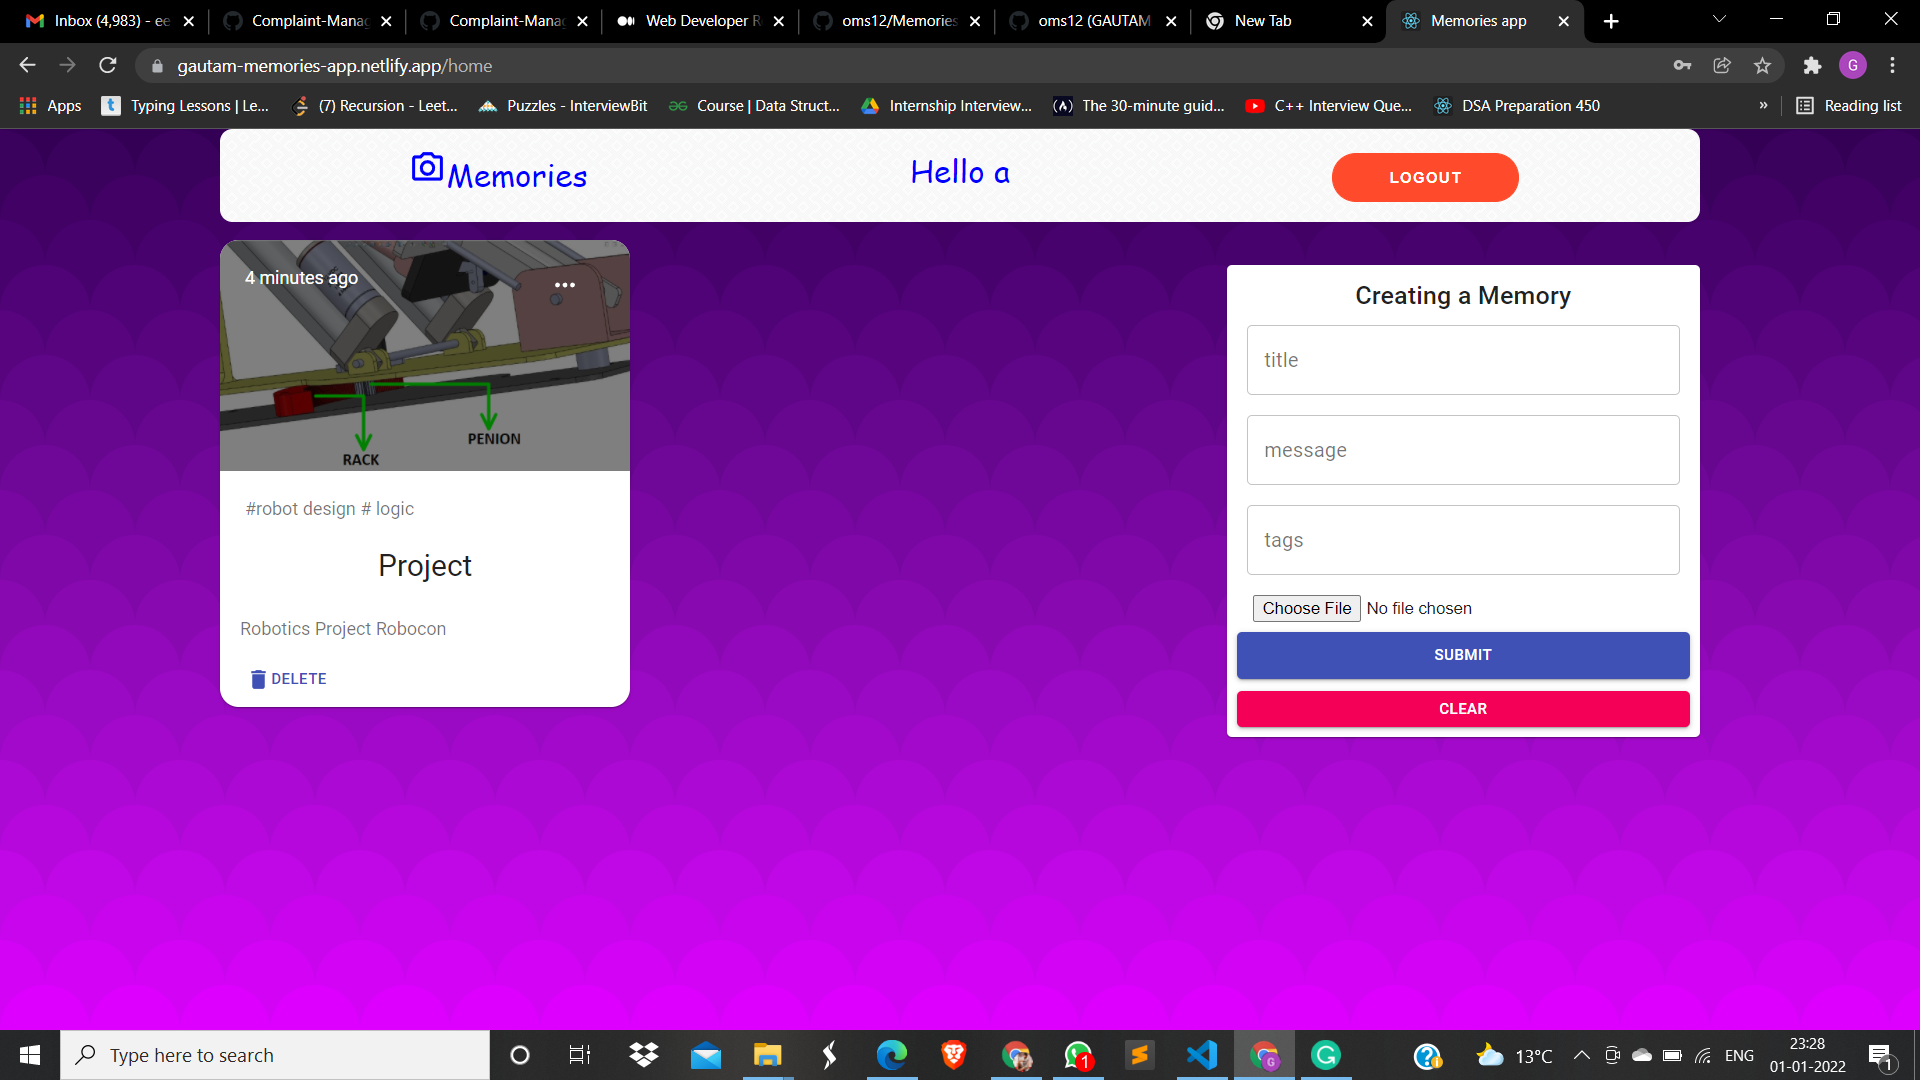 Inbox (4,983) - ee
Complaint-Manag
Complaint-Manag
Web Developer R
oms12/Memories
oms12 (GAUTAM
New Tab
Memories app
gautam-memories-app.netlify.app/home
G
Apps
Typing Lessons | Le...
(7) Recursion - Leet...
Puzzles - InterviewBit
Course | Data Struct...
Internship Interview...
The 30-minute guid...
C++ Interview Que...
DSA Preparation 450
»
Reading list
Memories
Hello a
LOGOUT
4 minutes ago
PENION
RACK
#robot design # logic
Project
Robotics Project Robocon
DELETE
Creating a Memory
title
message
tags
Choose File No file chosen
SUBMIT
CLEAR
Type here to search
1
13°C
ENG
23:28
01-01-2022
1